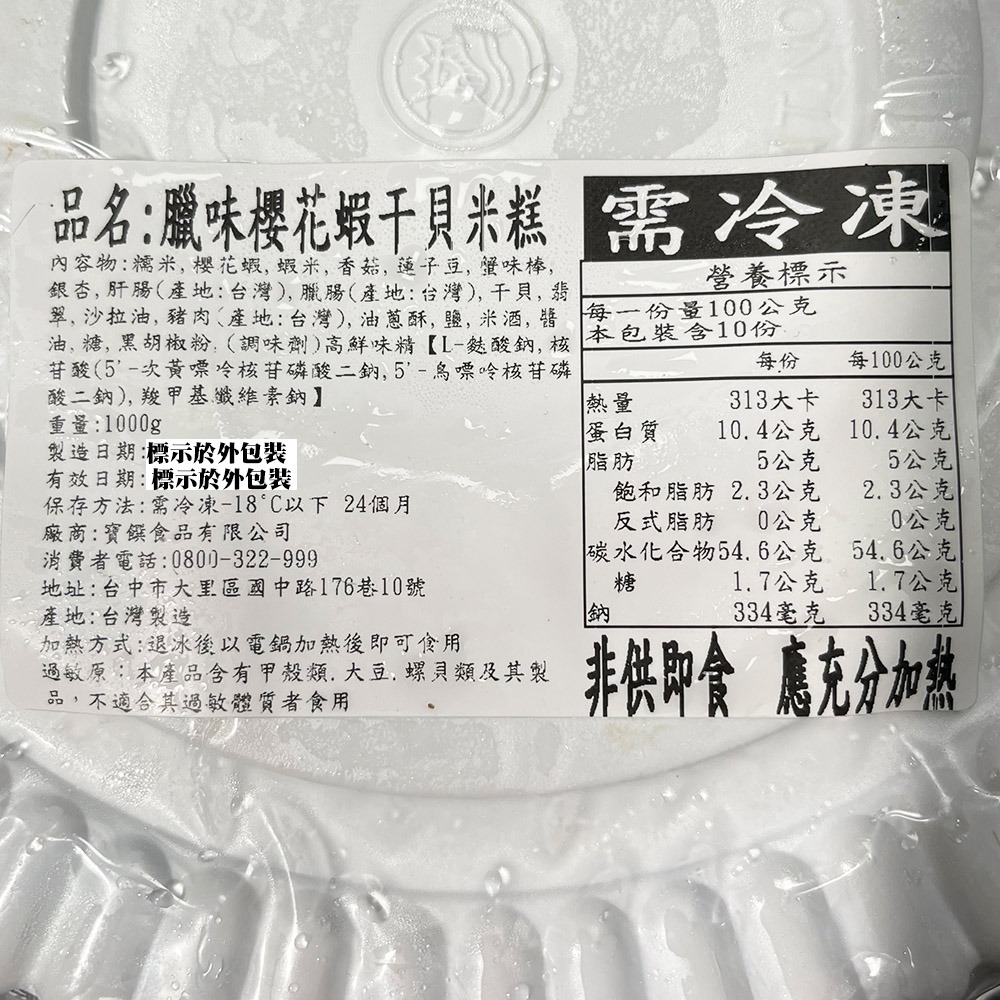 品名:臘味櫻花蝦干貝米糕
內容物:糯米,櫻花蝦,蝦米,香菇,蓮子豆,蟹味棒,
銀杏,肝腸(產地:台灣),臘腸(產地:台灣),干貝,翡
翠,沙拉油,豬肉(產地:台灣),油蔥酥,鹽,米酒,醬
油,糖,黑胡椒粉.(調味劑)高鮮味精【L-麩酸鈉,核
苷酸(5'-次黃嘌呤核苷磷酸二鈉,5'-鳥嘌呤核苷磷
酸二鈉),羧甲基纖維素鈉】
重量:1000g
製造日期:標示於外包裝
有效日期:標示於外包裝
保存方法:需冷凍-18°C以下 24個月
廠商:寶饌食品有限公司
消費者電話:0800-322-999
地址:台中市大里區國中路176巷10號
產地:台灣製造
加熱方式:退冰後以電鍋加熱後即可食用
過敏原:本產品含有甲殼類.大豆.螺貝類及其製
品,不適合其過敏體質者食用
需冷凍
營養標示
每一份量100公克
本包裝含10份
每份 每100公克
熱量 313大卡 313大卡
蛋白質 10.4公克 10.4公克
脂肪 5公克 5公克
飽和脂肪 2.3公克 2.3公克
反式脂肪 0公克 0公克
碳水化合物54.6公克 54.6公克
糖 1.7公克 1.7公克
鈉 334毫克 334毫克
非供即食 應充分加熱